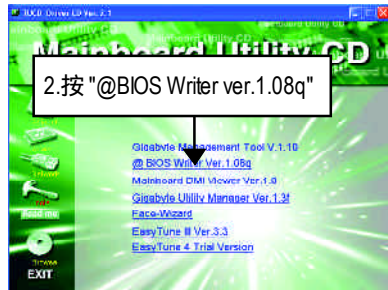 TUCD Driver CD Ver. 2.1
Mainboard Utility CD
2.按 "@BIOS Writer ver.1.08q"
Gigabyte Management Tool V.1.10
@ BIOS Writer Ver.1.08q
Mainboard DMI Viewer Ver.1.0
Gigabyte Utility Manager Ver.1.3f
Face-Wizard
EasyTune III Ver.3.3
EasyTune 4 Trial Version
Read me
Browse
EXIT